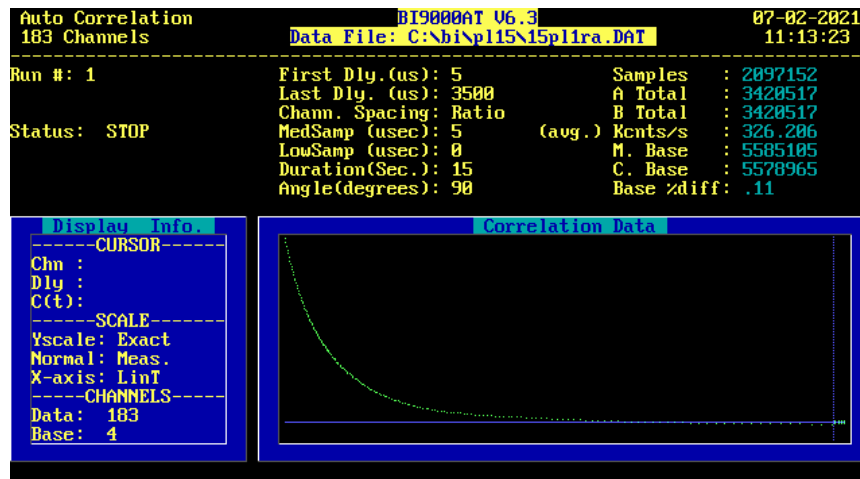 Auto Correlation BI9000AT V6.3 07-02-2021
183 Channels Data File: C:\bi\pl15\15pl1ra.DAT 11:13:23
Run #: 1 First Dly.(us): 5 Samples : 2097152
Last Dly. (us): 3500 A Total : 3420517
Chann. Spacing: Ratio B Total : 3420517
Status: STOP MedSamp (usec): 5 (avg.) Kcnts/s : 326.206
LowSamp (usec): 0 M. Base : 5585105
Duration(Sec.): 15 C. Base : 5578965
Angle(degrees): 90 Base %diff: .11
Display Info. Correlation Data
------CURSOR------
Chn :
Dly :
C(t):
------SCALE-------
Yscale: Exact
Normal: Meas.
X-axis: LinT
-----CHANNELS-----
Data: 183
Base: 4